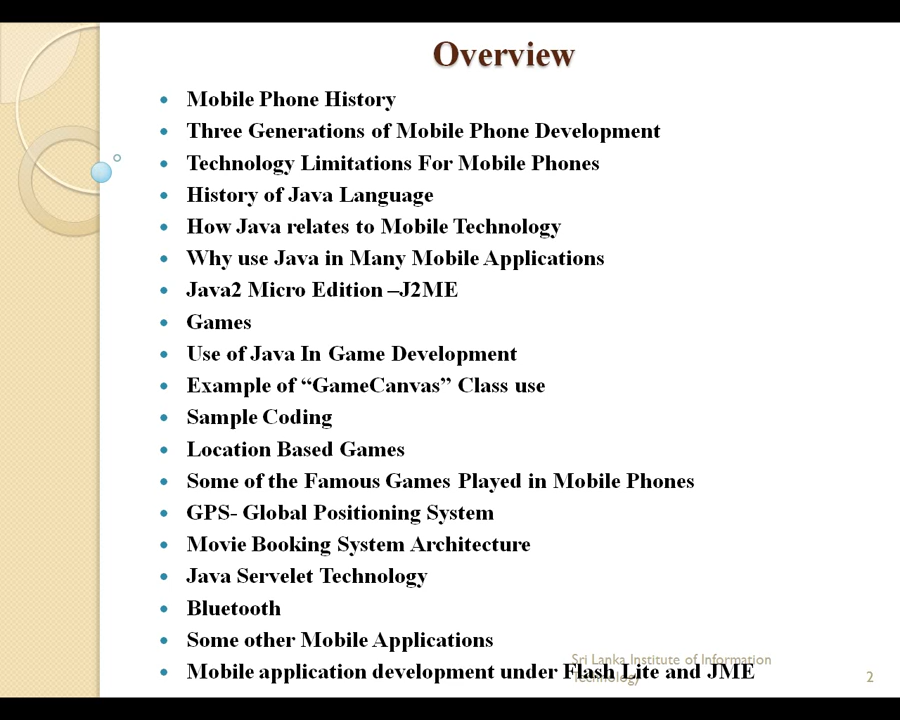 Overview
Mobile Phone History
Three Generations of Mobile Phone Development
Technology Limitations For Mobile Phones
History of Java Language
How Java relates to Mobile Technology
Why use Java in Many Mobile Applications
Java2 Micro Edition –J2ME
Games
Use of Java In Game Development
Example of “GameCanvas” Class use
Sample Coding
Location Based Games
Some of the Famous Games Played in Mobile Phones
GPS- Global Positioning System
Movie Booking System Architecture
Java Servelet Technology
Bluetooth
Some other Mobile Applications
Mobile application development under Flash Lite and JME
Sri Lanka Institute of Information
Technology
2